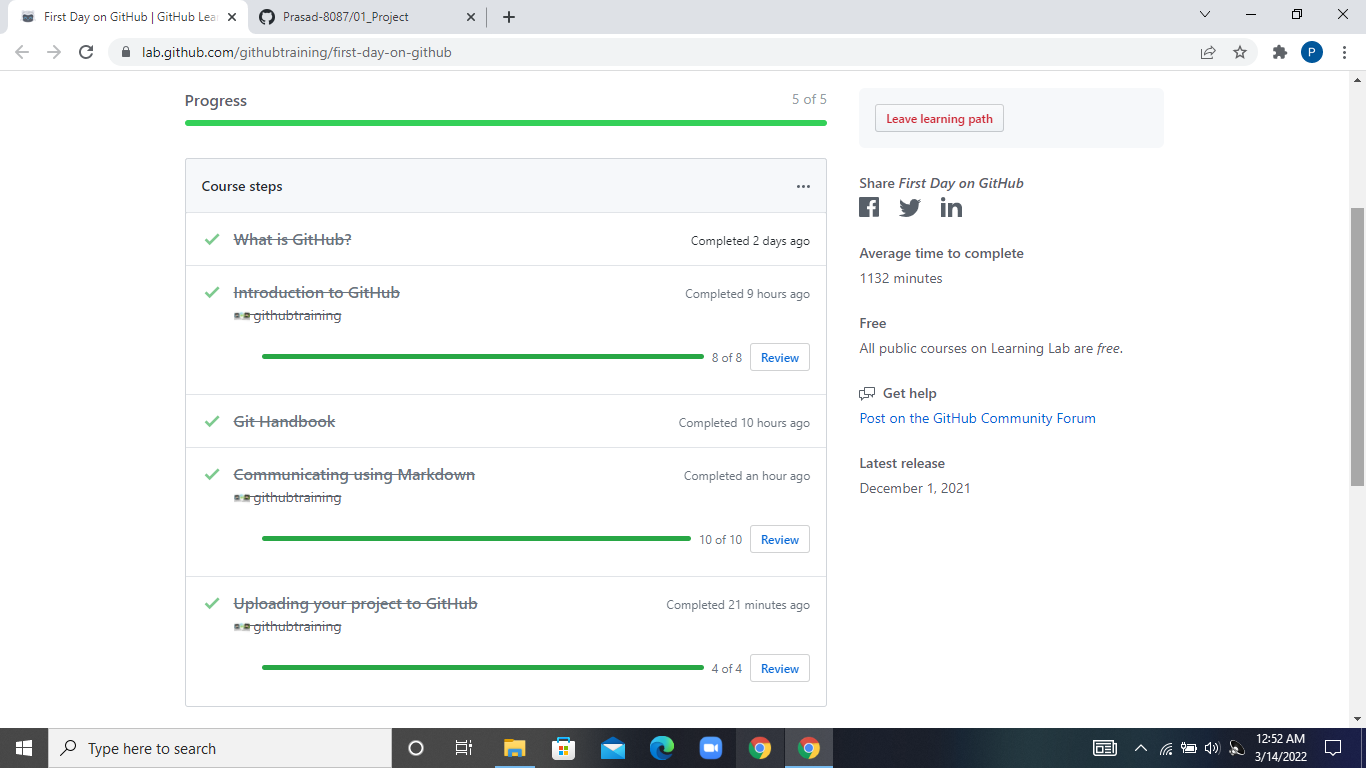 First Day on GitHub | GitHub Lea
Prasad-8087/01_Project
lab.github.com/githubtraining/first-day-on-github
P
Progress
5 of 5
Leave learning path
Course steps
Share First Day on GitHub
What is GitHub?
Completed 2 days ago
Average time to complete
1132 minutes
Introduction to GitHub
Completed 9 hours ago
githubtraining
8 of 8
Review
Free
All public courses on Learning Lab are free.
Get help
Post on the GitHub Community Forum
Git Handbook
Completed 10 hours ago
Latest release
December 1, 2021
Communicating using Markdown
Completed an hour ago
githubtraining
10 of 10
Review
Uploading your project to GitHub
Completed 21 minutes ago
githubtraining
4 of 4
Review
Type here to search
12:52 AM
3/14/2022